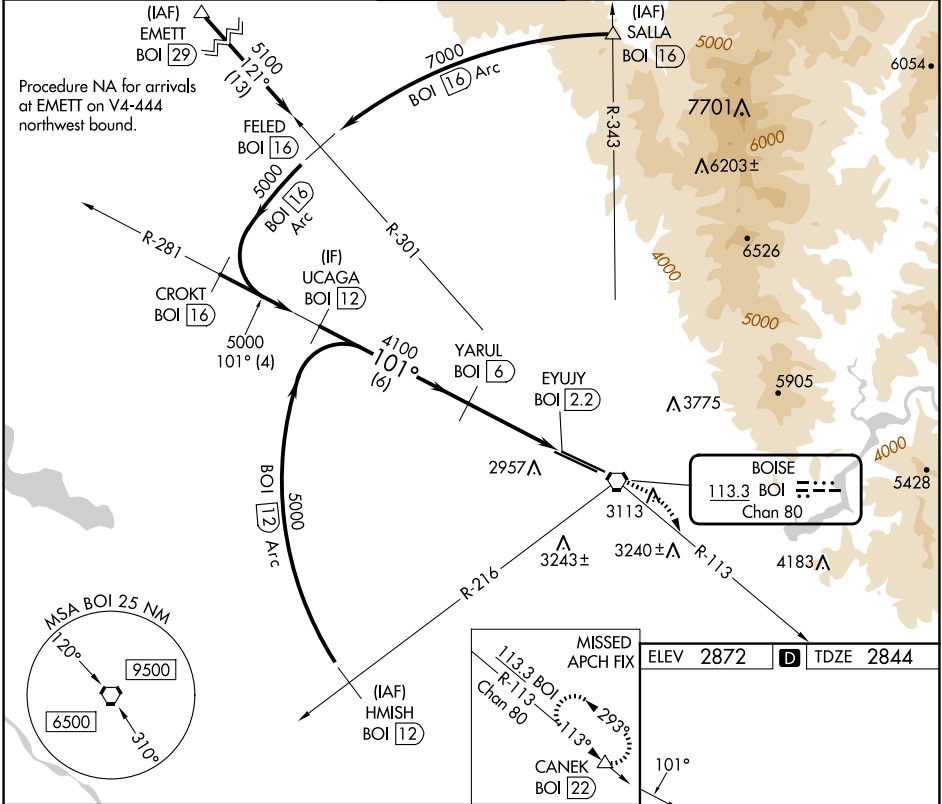 (IAF)
EMETT
BOI 29
5100
121°
(13)
Procedure NA for arrivals
at EMETT on V4-444
northwest bound.
7000
BOI 16 Arc
(IAF)
SALLA
BOI 16
R-343
5000
6054
7701
6000
6203±
6526
4000
5000
5905
FELED
BOI 16
5000
BOI 16
Arc
R-301
R-281
CROKT
BOI 16
5000
101° (4)
(IF)
UCAGA
BOI 12
4100
101°
(6)
YARUL
BOI 6
EYUJY
BOI 2.2
3775
4000
5428
2957
3113
BOISE
113.3 BOI
Chan 80
3243±
3240±
4183
R-113
R-216
BOI 12 Arc
5000
(IAF)
HMISH
BOI 12
MSA BOI 25 NM
120°
9500
6500
310°
MISSED
APCH FIX
113.3 BOI
R-113
Chan 80
293°
113°
CANEK
BOI 22
ELEV 2872 D TDZE 2844
101°